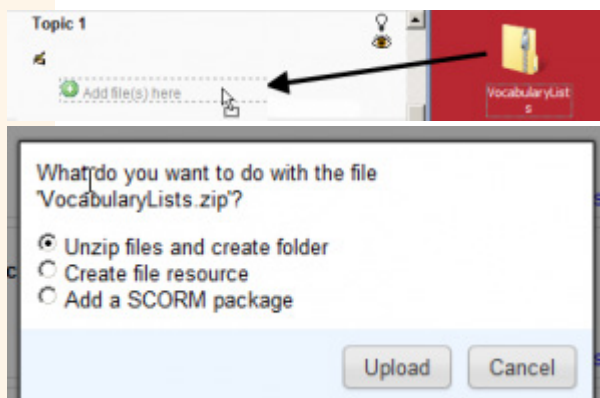 Topic 1
Add file(s) here
VocabularyList
s
What do you want to do with the file
'VocabularyLists.zip'?
Unzip files and create folder
Create file resource
Add a SCORM package
Upload
Cancel